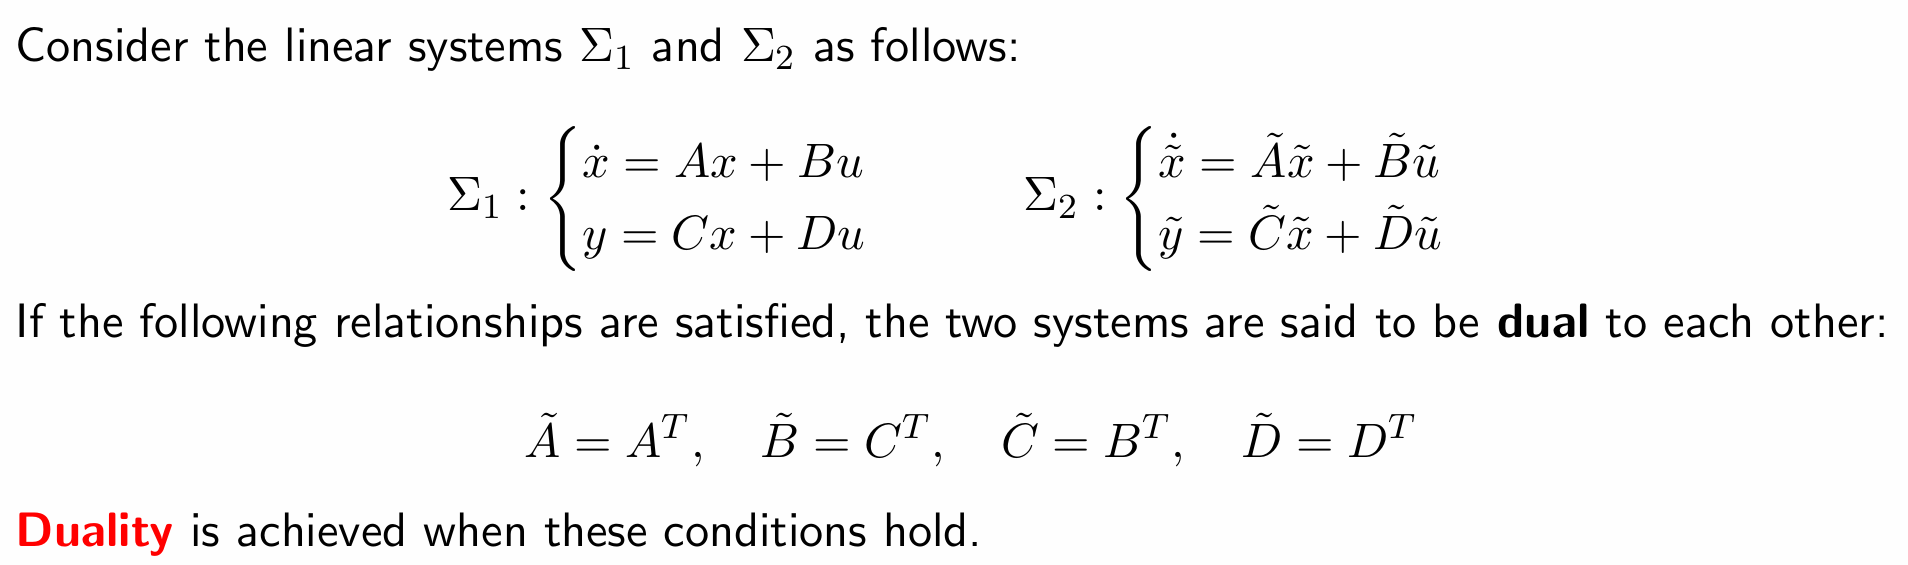 Consider the linear systems Σ₁ and Σ₂ as follows:
Σ₁ : { ẋ = Ax + Bu
y = Cx + Du
Σ₂ : { x̃̇ = Ãx̃ + B̃ũ
ỹ = C̃x̃ + D̃ũ
If the following relationships are satisfied, the two systems are said to be dual to each other:
Ã = Aᵀ, B̃ = Cᵀ, C̃ = Bᵀ, D̃ = Dᵀ
Duality is achieved when these conditions hold.